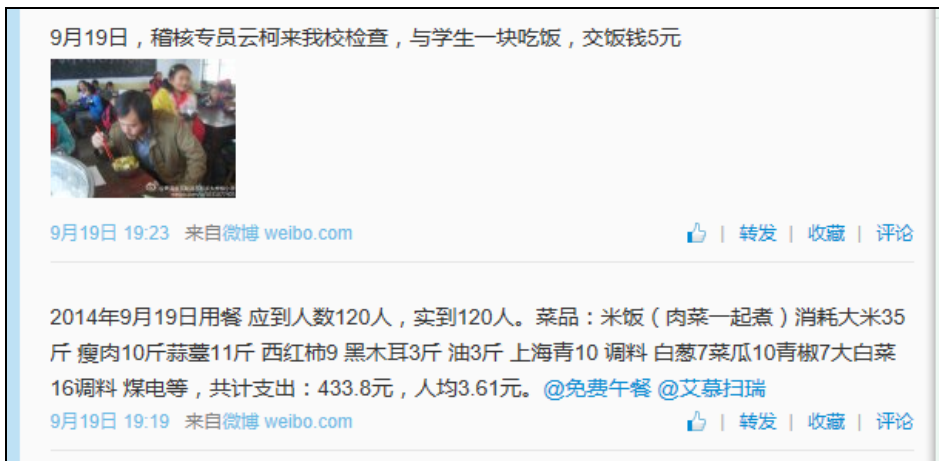 9月19日，稽核专员云柯来我校检查，与学生一块吃饭，交饭钱5元
9月19日 19:23 来自微博 weibo.com
转发 | 收藏 | 评论
2014年9月19日用餐 应到人数120人，实到120人。菜品：米饭（肉菜一起煮）消耗大米35
斤 瘦肉10斤蒜薹11斤 西红柿9 黑木耳3斤 油3斤 上海青10 调料 白葱7菜瓜10青椒7大白菜
16调料 煤电等，共计支出：433.8元，人均3.61元。@免费午餐 @艾慕扫瑞
9月19日 19:19 来自微博 weibo.com
转发 | 收藏 | 评论